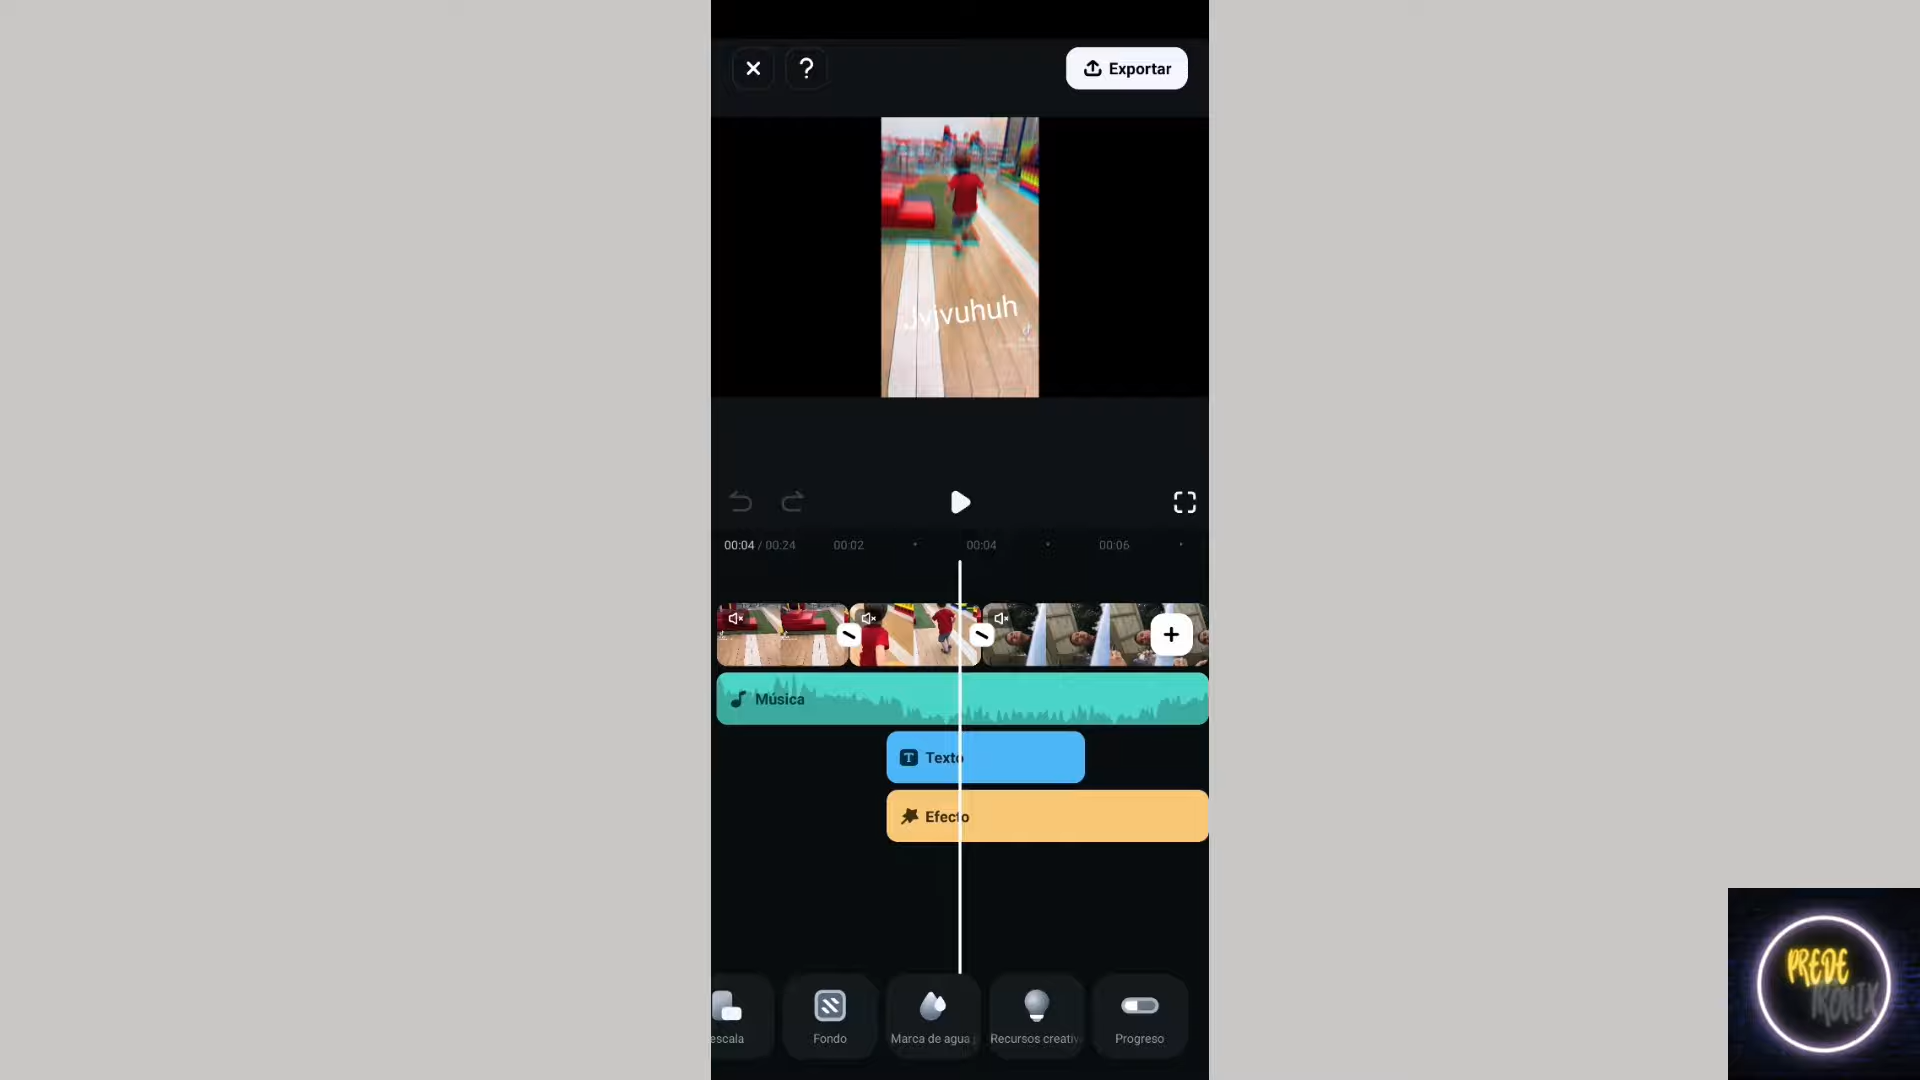 ?
Exportar
Jvjvuhuh
00:04 / 00:24 00:02 00:04 00:06
Música
T Texto
Efecto
escala Fondo Marca de agua Recursos creativ Progreso
PREDE
TRONIX